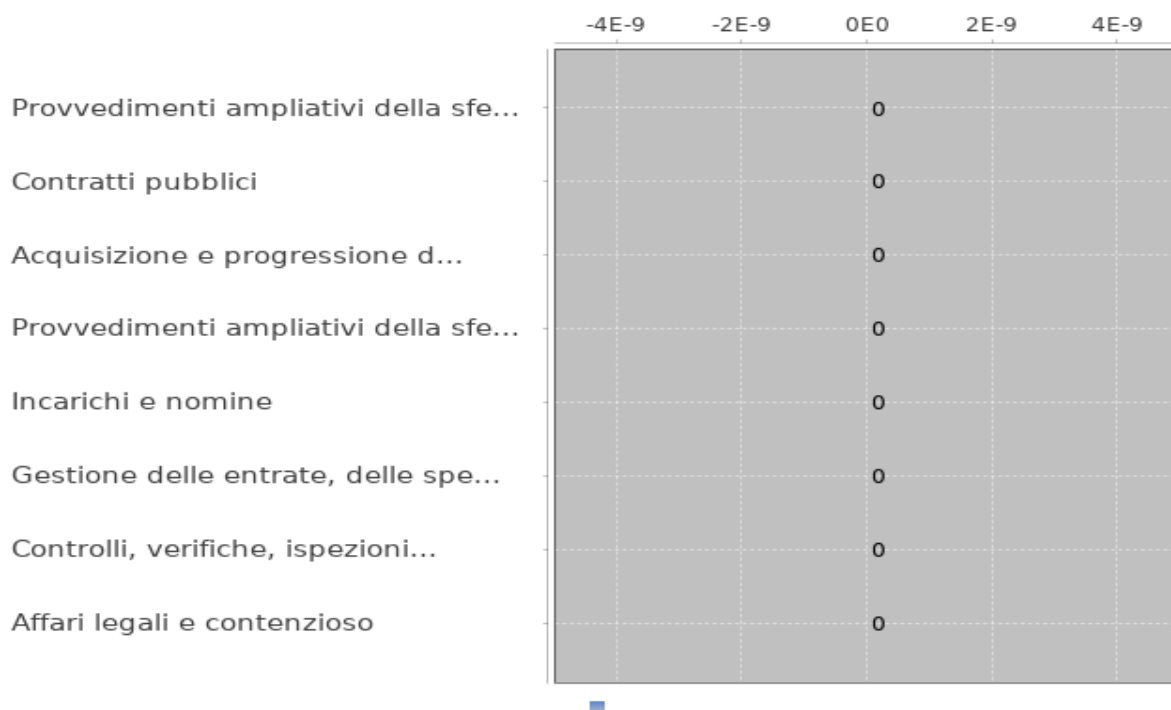 -4E-9 -2E-9 0E0 2E-9 4E-9
Provvedimenti ampliativi della sfe... 0
Contratti pubblici 0
Acquisizione e progressione d... 0
Provvedimenti ampliativi della sfe... 0
Incarichi e nomine 0
Gestione delle entrate, delle spe... 0
Controlli, verifiche, ispezioni... 0
Affari legali e contenzioso 0